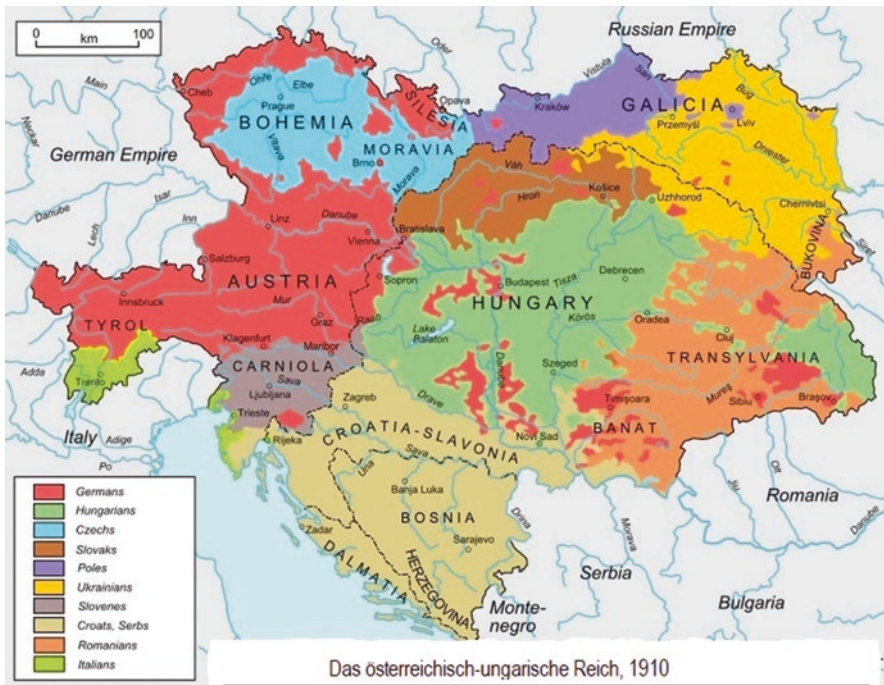 0 100
km
Russian Empire
Oder
Main
Cheb
Ohře
Elbe
Prague
BOHEMIA
Vltava
Neckar
German Empire
SILESIA
Opava
MORAVIA
Brno
Morava
Vistula
San
Kraków
GALICIA
Bug
Przemyśl
Lviv
Dniester
Danube
Isar
Lech
Inn
Linz
Danube
Vienna
Salzburg
AUSTRIA
Váh
Hron
Košice
Uzhhorod
Bratislava
Chernivtsi
BUKOVINA
Siret
Sopron
Budapest
Tisza
Debrecen
HUNGARY
Innsbruck
Mur
Graz
Raab
TYROL
Klagenfurt
Maribor
Lake
Balaton
Körös
Oradea
Cluj
TRANSYLVANIA
Adda
Trento
CARNIOLA
Ljubljana
Sava
Drave
Danube
Szeged
Timişoara
Mureş
Sibiu
Braşov
BANAT
Italy
Adige
Po
Trieste
Rijeka
Zagreb
CROATIA-SLAVONIA
Novi Sad
Una
Sava
Banja Luka
BOSNIA
Drina
Sarajevo
Zadar
DALMATIA
HERZEGOVINA
Monte-
negro
Morava
Serbia
Jiu
Olt
Romania
Danube
Bulgaria
Germans
Hungarians
Czechs
Slovaks
Poles
Ukrainians
Slovenes
Croats, Serbs
Romanians
Italians
Das österreichisch-ungarische Reich, 1910